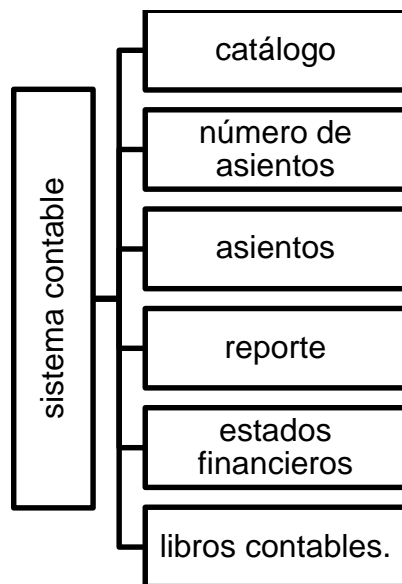 sistema contable
catálogo
número de
asientos
asientos
reporte
estados
financieros
libros contables.